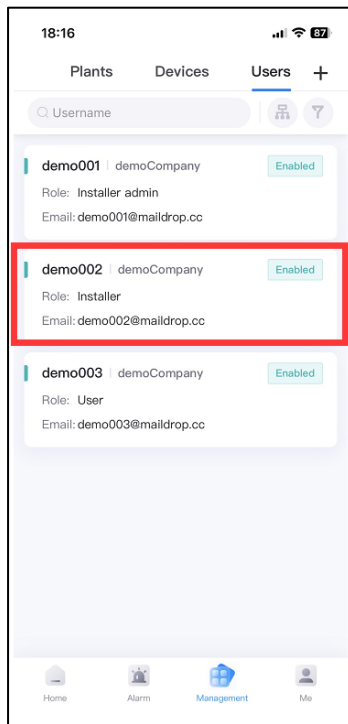 18:16
87
Plants Devices Users +
Username
demo001 | demoCompany Enabled
Role: Installer admin
Email: demo001@maildrop.cc
demo002 | demoCompany Enabled
Role: Installer
Email: demo002@maildrop.cc
demo003 | demoCompany Enabled
Role: User
Email: demo003@maildrop.cc
Home Alarm Management Me